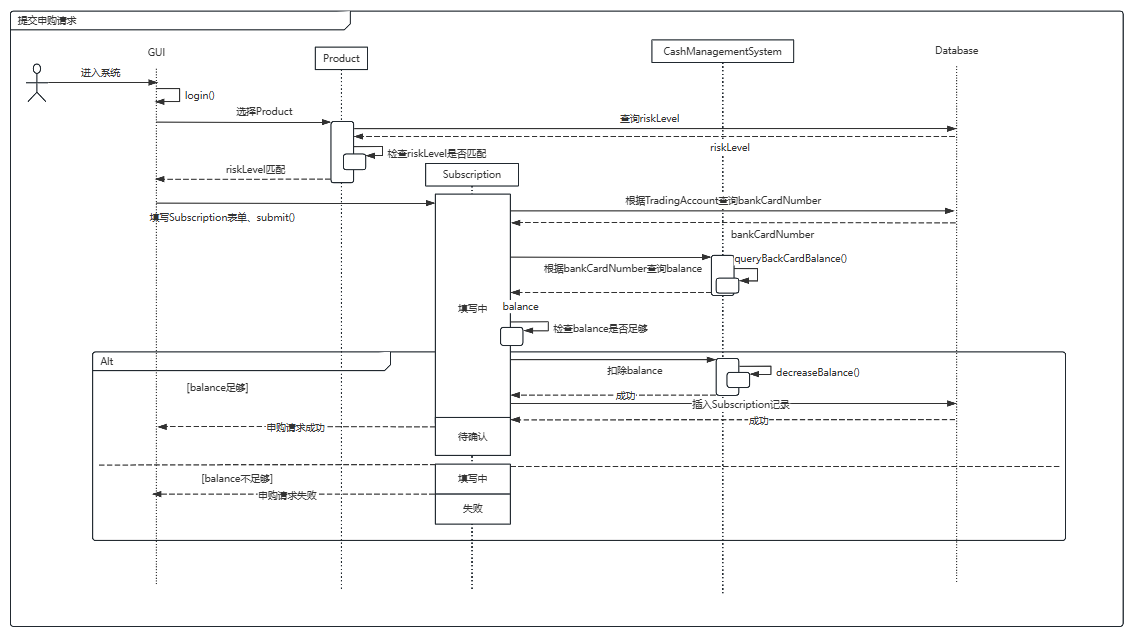 提交申购请求
GUI
Product
CashManagementSystem
Database
进入系统
login()
选择Product
查询riskLevel
riskLevel
检查riskLevel是否匹配
riskLevel匹配
Subscription
填写Subscription表单、submit()
根据TradingAccount查询bankCardNumber
bankCardNumber
queryBackCardBalance()
根据bankCardNumber查询balance
填写中
balance
检查balance是否足够
Alt
[balance足够]
扣除balance
decreaseBalance()
成功
插入Subscription记录
成功
申购请求成功
待确认
[balance不足够]
填写中
申购请求失败
失败